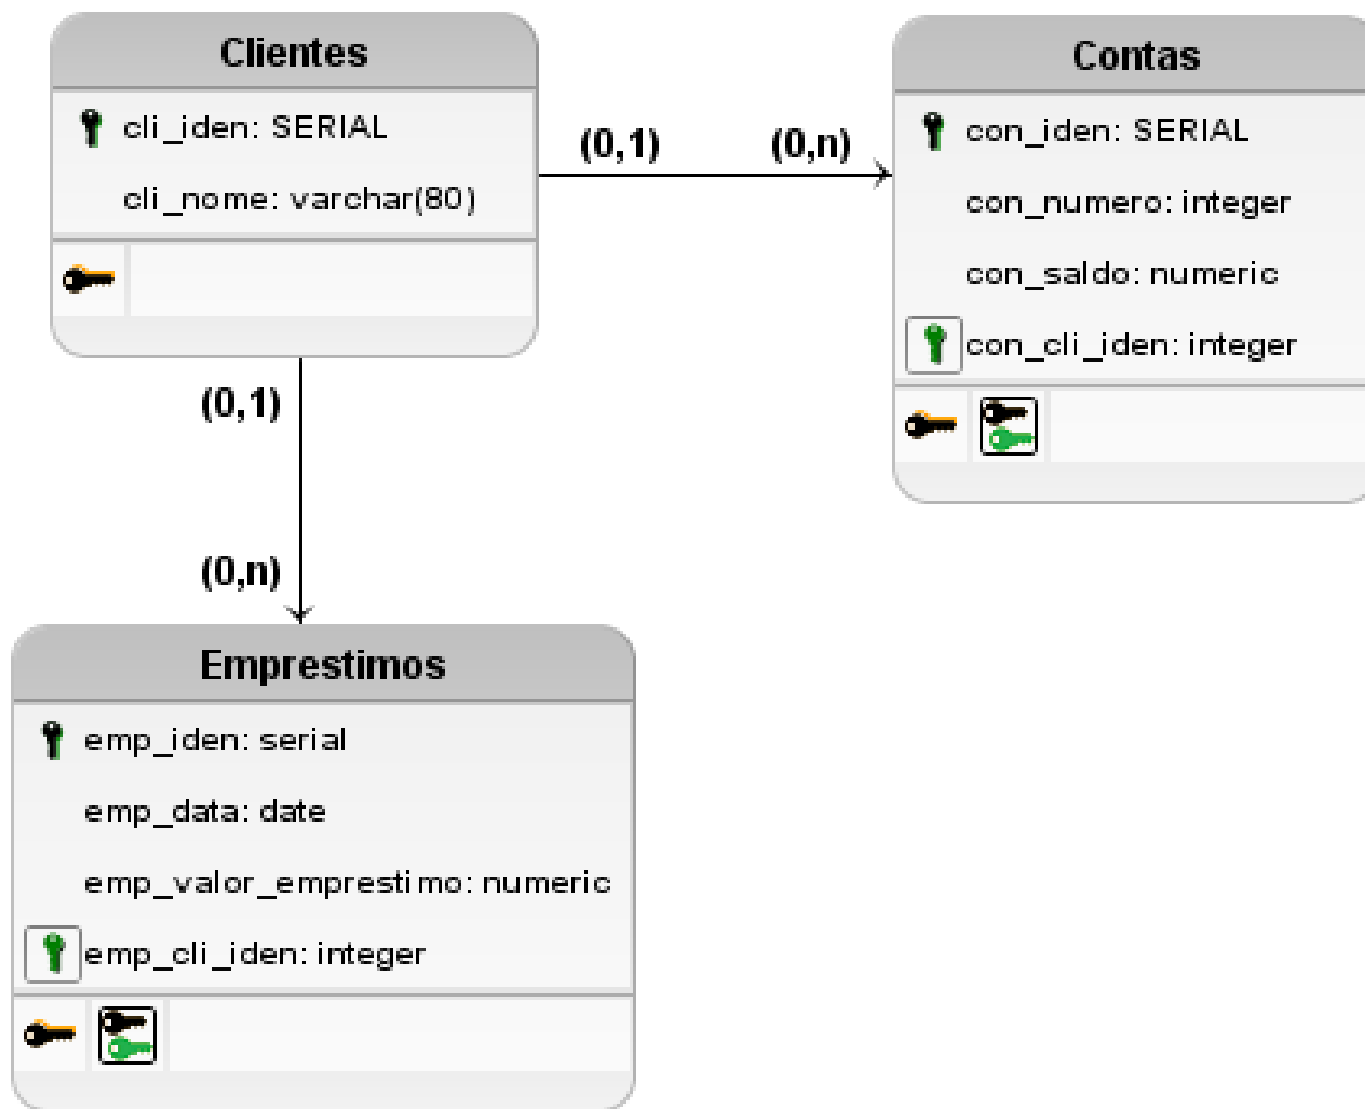 Clientes
cli_iden: SERIAL
cli_nome: varchar(80)
(0,1)
(0,n)
Contas
con_iden: SERIAL
con_numero: integer
con_saldo: numeric
con_cli_iden: integer
(0,1)
(0,n)
Emprestimos
emp_iden: serial
emp_data: date
emp_valor_emprestimo: numeric
emp_cli_iden: integer